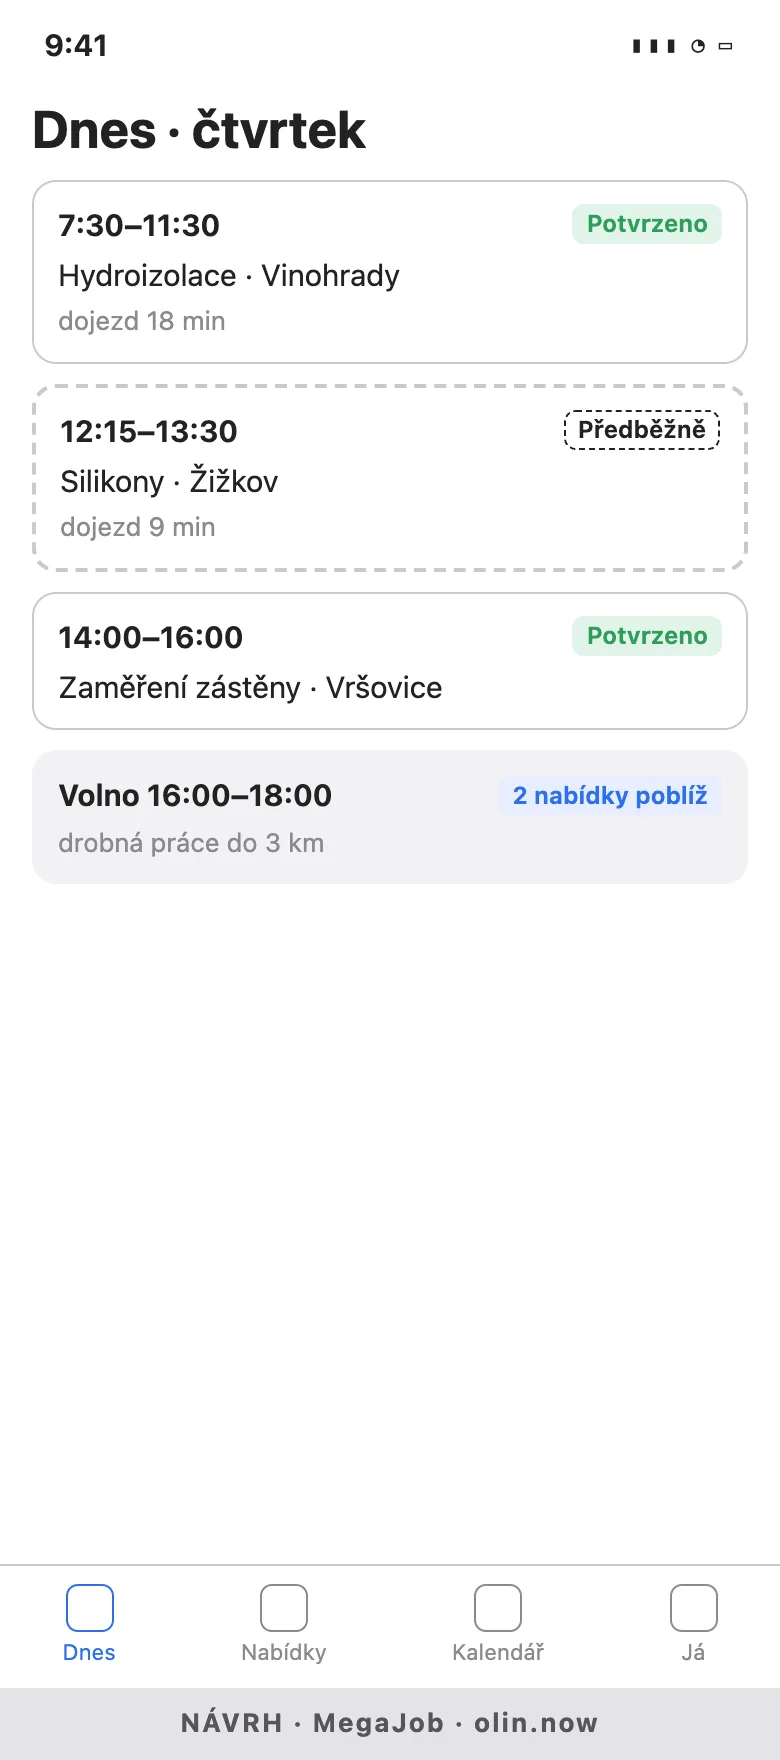 9:41
Dnes · čtvrtek
7:30–11:30 Potvrzeno
Hydroizolace · Vinohrady
dojezd 18 min
12:15–13:30 Předběžně
Silikony · Žižkov
dojezd 9 min
14:00–16:00 Potvrzeno
Zaměření zástěny · Vršovice
Volno 16:00–18:00 2 nabídky poblíž
drobná práce do 3 km
Dnes Nabídky Kalendář Já
NÁVRH · MegaJob · olin.now